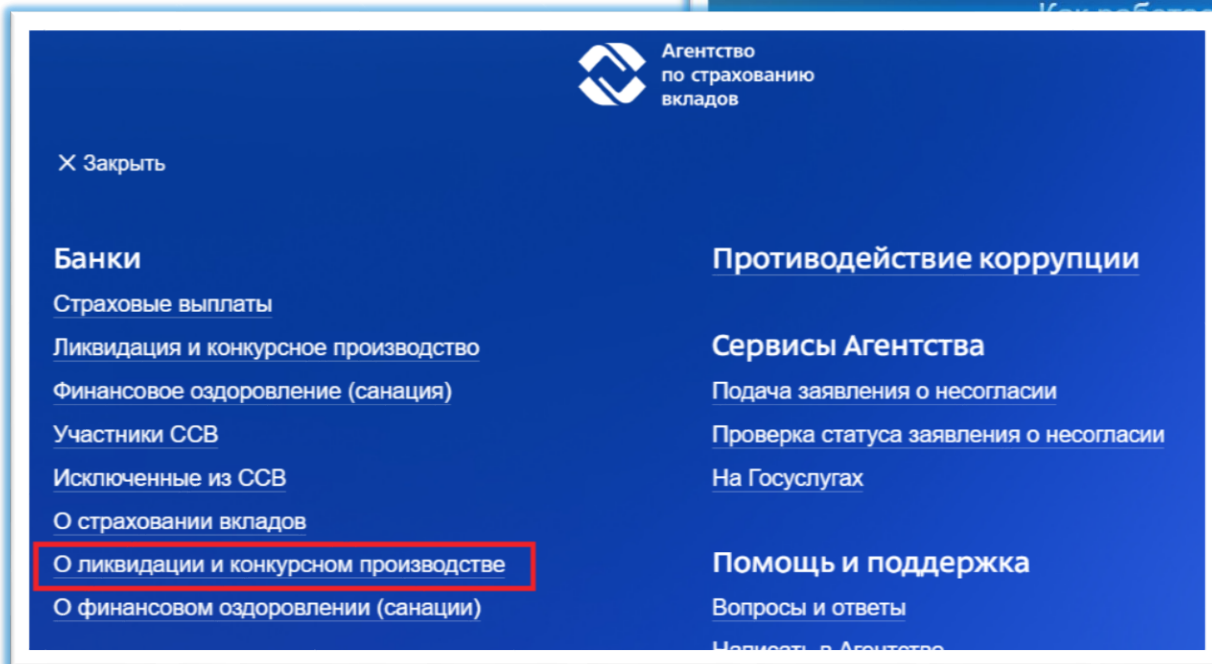 Агентство
по страхованию
вкладов
Закрыть
Банки
Страховые выплаты
Ликвидация и конкурсное производство
Финансовое оздоровление (санация)
Участники ССВ
Исключенные из ССВ
О страховании вкладов
О ликвидации и конкурсном производстве
О финансовом оздоровлении (санации)
Противодействие коррупции
Сервисы Агентства
Подача заявления о несогласии
Проверка статуса заявления о несогласии
На Госуслугах
Помощь и поддержка
Вопросы и ответы
Написать в Агентство